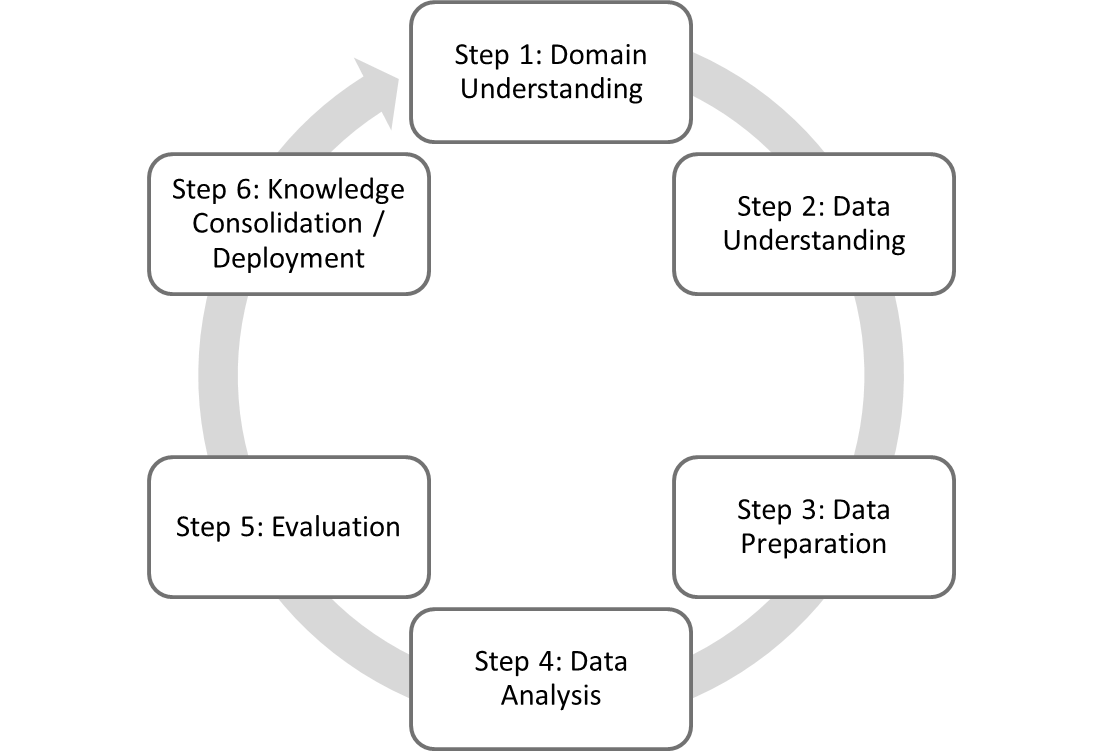 Step 1: Domain
Understanding
Step 2: Data
Understanding
Step 3: Data
Preparation
Step 4: Data
Analysis
Step 5: Evaluation
Step 6: Knowledge
Consolidation /
Deployment